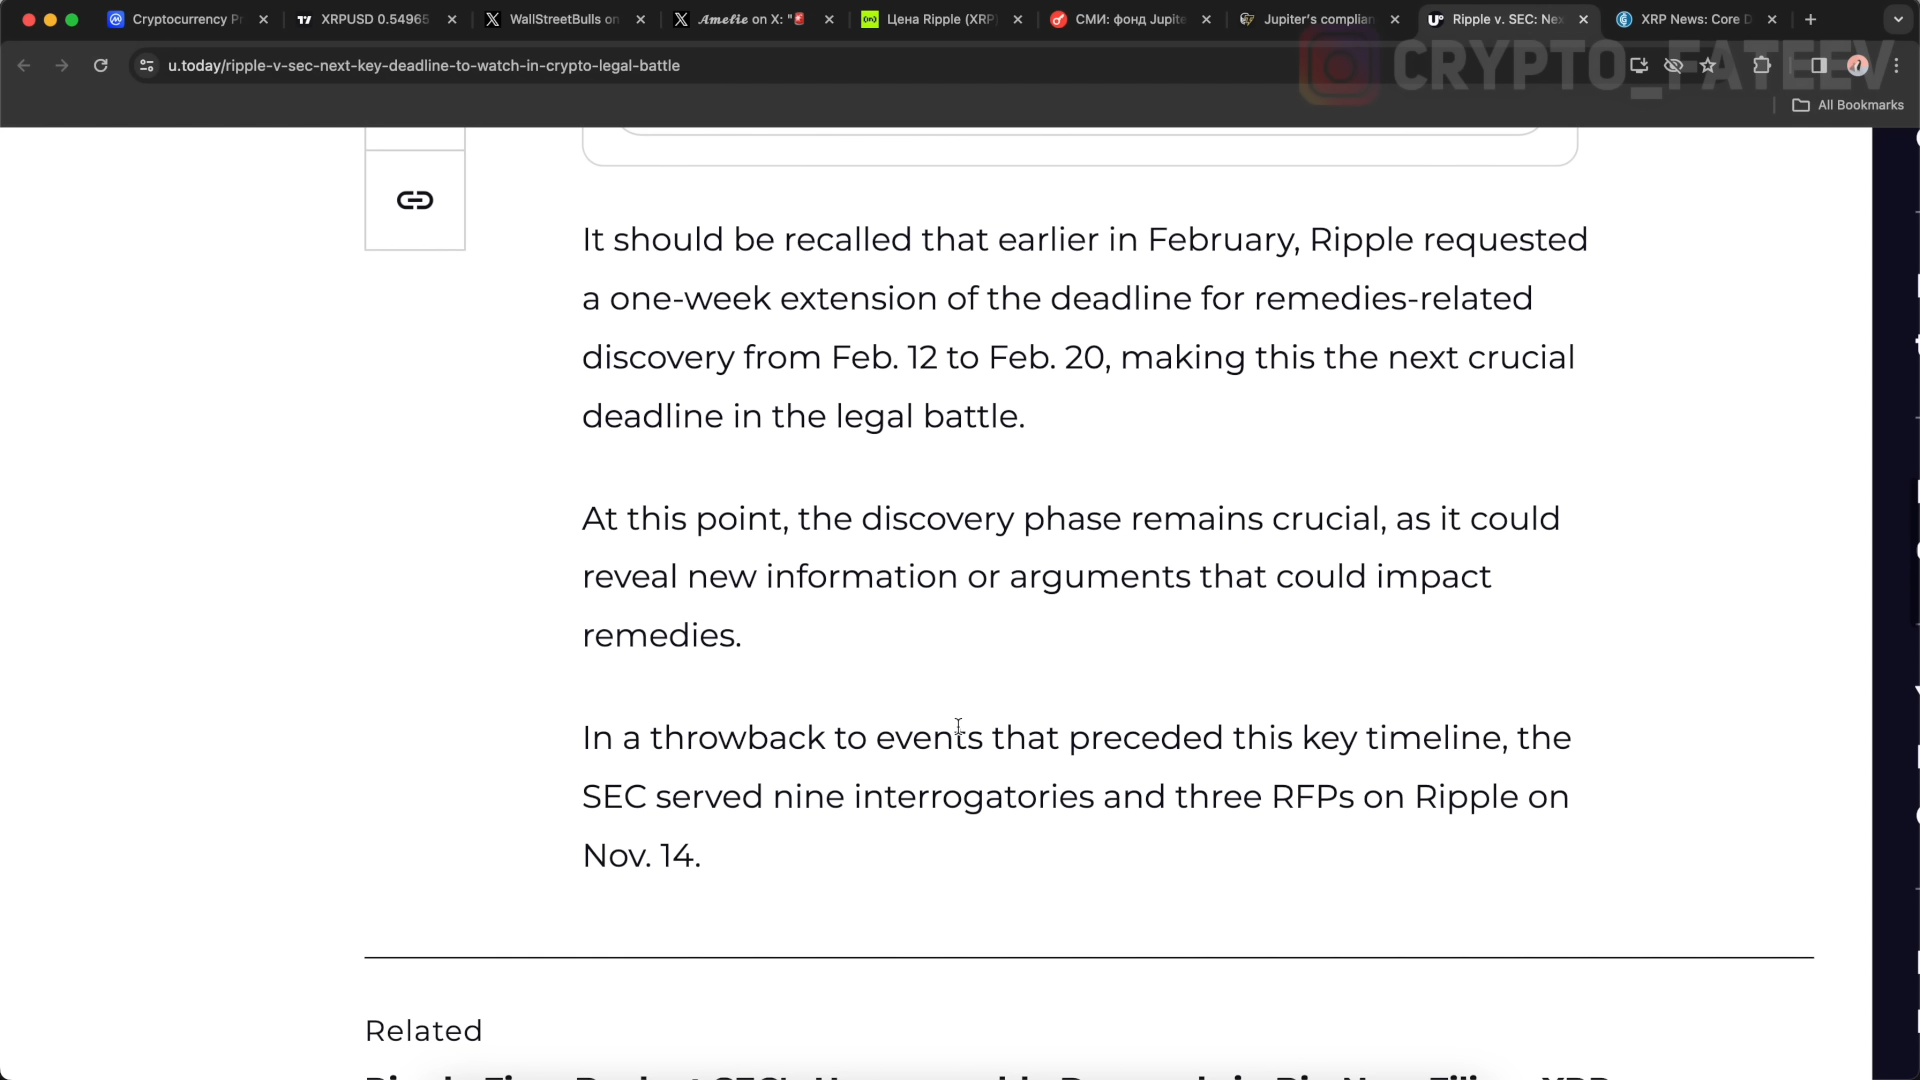 Cryptocurrency Pr
XRPUSD 0.54965
WallStreetBulls on
Amelie on X: "
Цена Ripple (XRP)
СМИ: фонд Jupite
Jupiter's complian
Ripple v. SEC: Nex
XRP News: Core D
u.today/ripple-v-sec-next-key-deadline-to-watch-in-crypto-legal-battle
CRYPTO_FATEEV
All Bookmarks
It should be recalled that earlier in February, Ripple requested
a one-week extension of the deadline for remedies-related
discovery from Feb. 12 to Feb. 20, making this the next crucial
deadline in the legal battle.
At this point, the discovery phase remains crucial, as it could
reveal new information or arguments that could impact
remedies.
In a throwback to events that preceded this key timeline, the
SEC served nine interrogatories and three RFPs on Ripple on
Nov. 14.
Related